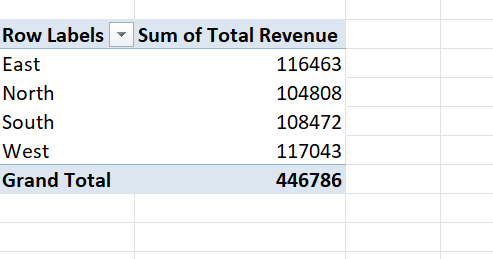 Row Labels Sum of Total Revenue
East 116463
North 104808
South 108472
West 117043
Grand Total 446786